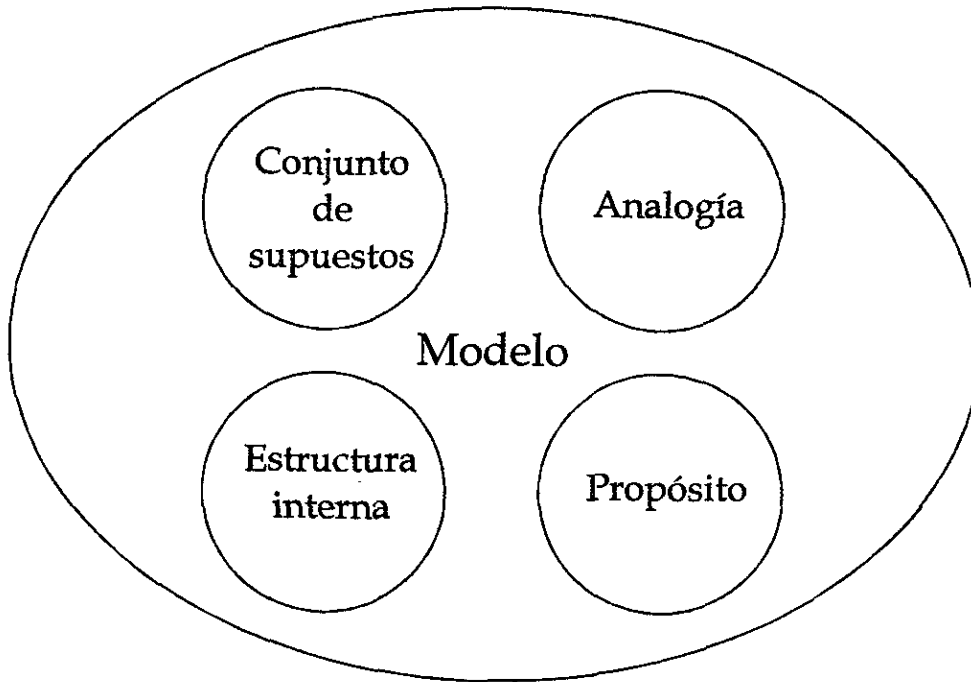 Conjunto
de
supuestos
Analogía
Modelo
Estructura
interna
Propósito